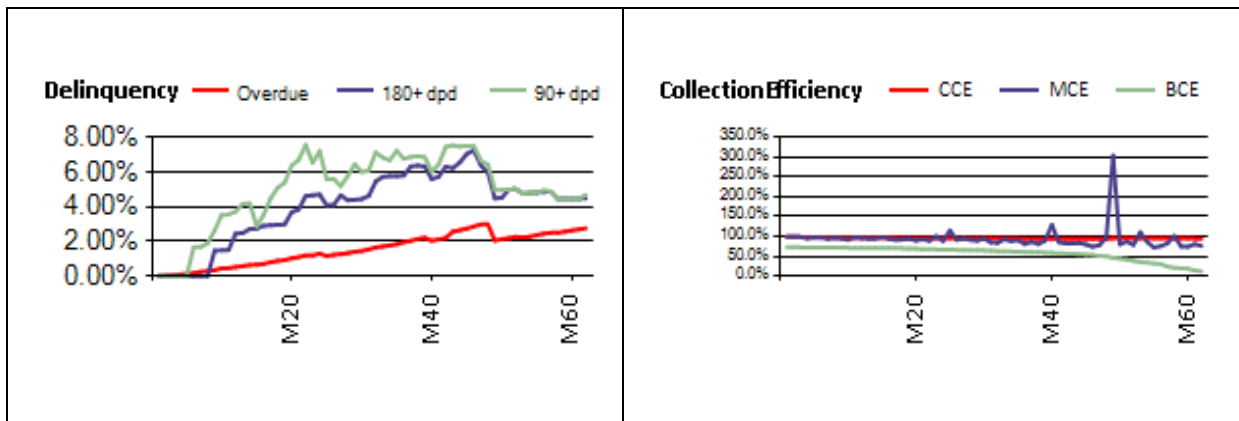 Delinquency Overdue 180+ dpd 90+ dpd
8.00%
6.00%
4.00%
2.00%
0.00%
M20
M40
M60
Collection Efficiency CCE MCE BCE
350.0%
300.0%
250.0%
200.0%
150.0%
100.0%
50.0%
0.0%
M20
M40
M60